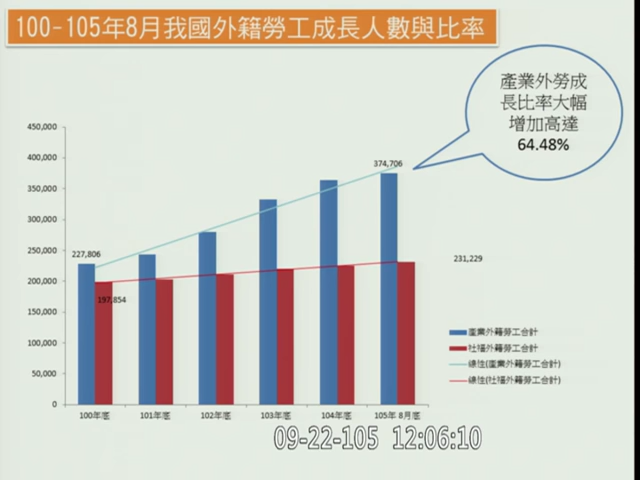 100-105年8月我國外籍勞工成長人數與比率
產業外勞成
長比率大幅
增加高達
64.48%
450,000
400,000
350,000
300,000
250,000
200,000
150,000
100,000
50,000
0
227,806
197,854
374,706
231,229
100年底
101年底
102年底
103年底
104年底
105年 8月底
產業外籍勞工合計
社福外籍勞工合計
線性(產業外籍勞工合計)
線性(社福外籍勞工合計)
09-22-105 12:06:10